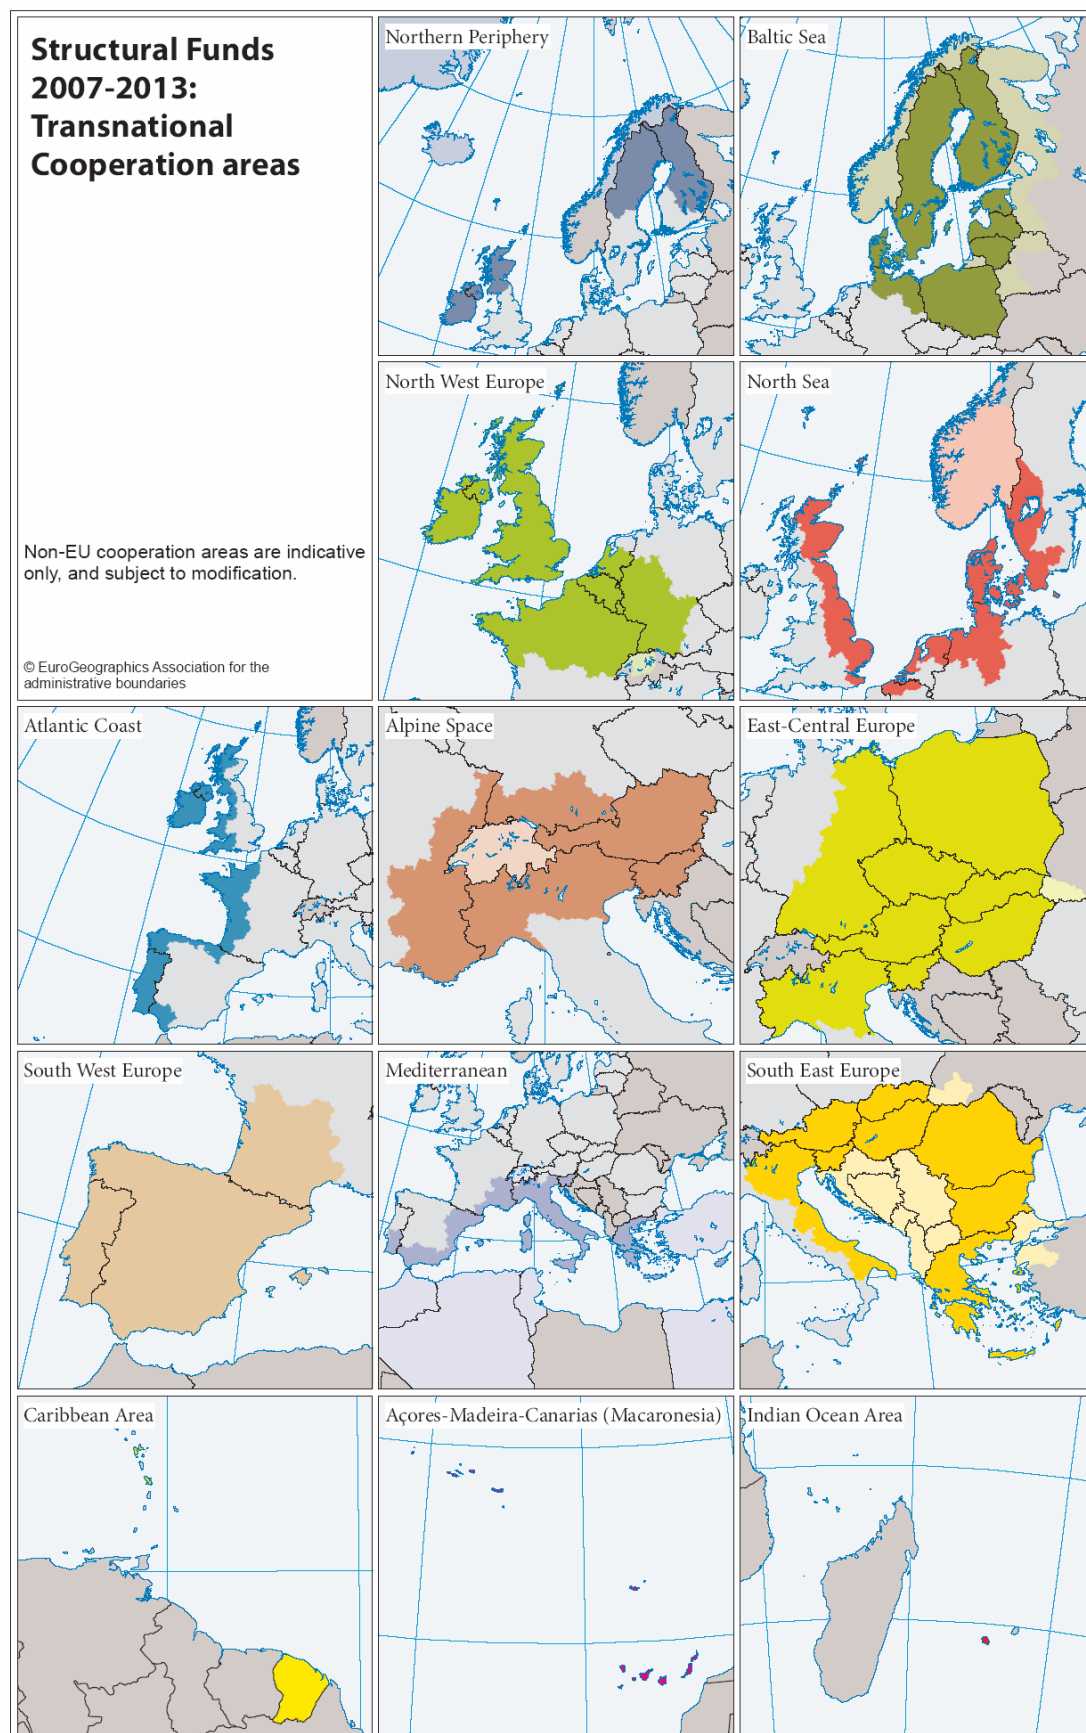 Structural Funds
2007-2013:
Transnational
Cooperation areas
Non-EU cooperation areas are indicative
only, and subject to modification.
© EuroGeographics Association for the
administrative boundaries
Northern Periphery
Baltic Sea
North West Europe
North Sea
Atlantic Coast
Alpine Space
East-Central Europe
South West Europe
Mediterranean
South East Europe
Caribbean Area
Açores-Madeira-Canarias (Macaronesia)
Indian Ocean Area